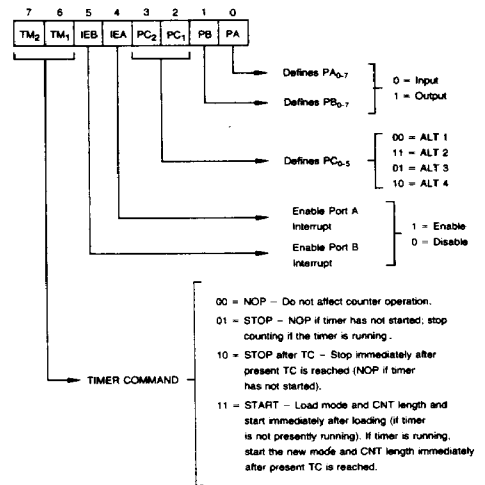 7 6 5 4 3 2 1 0
TM2 TM1 IEB IEA PC2 PC1 PB PA
Defines PA0-7
0 = Input
1 = Output
Defines PB0-7
Defines PC0-5
00 = ALT 1
11 = ALT 2
01 = ALT 3
10 = ALT 4
Enable Port A
Interrupt
1 = Enable
0 = Disable
Enable Port B
Interrupt
TIMER COMMAND
00 = NOP – Do not affect counter operation.
01 = STOP – NOP if timer has not started; stop
counting if the timer is running.
10 = STOP after TC – Stop immediately after
present TC is reached (NOP if timer
has not started).
11 = START – Load mode and CNT length and
start immediately after loading (if timer
is not presently running). If timer is running,
start the new mode and CNT length immediately
after present TC is reached.